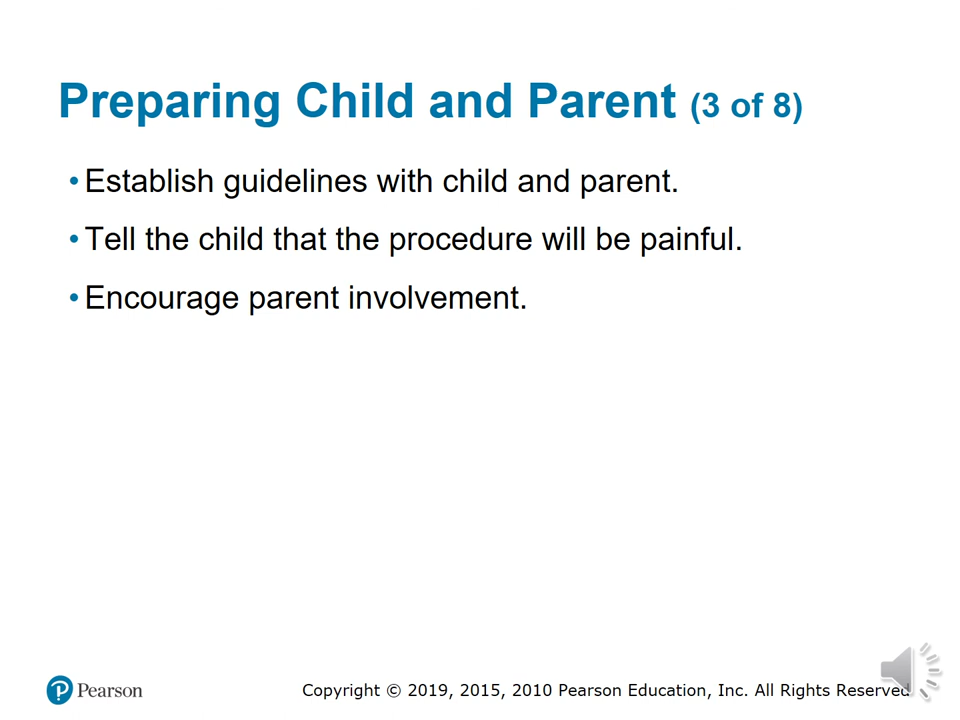 Preparing Child and Parent (3 of 8)
• Establish guidelines with child and parent.
• Tell the child that the procedure will be painful.
• Encourage parent involvement.
Pearson
Copyright © 2019, 2015, 2010 Pearson Education, Inc. All Rights Reserved